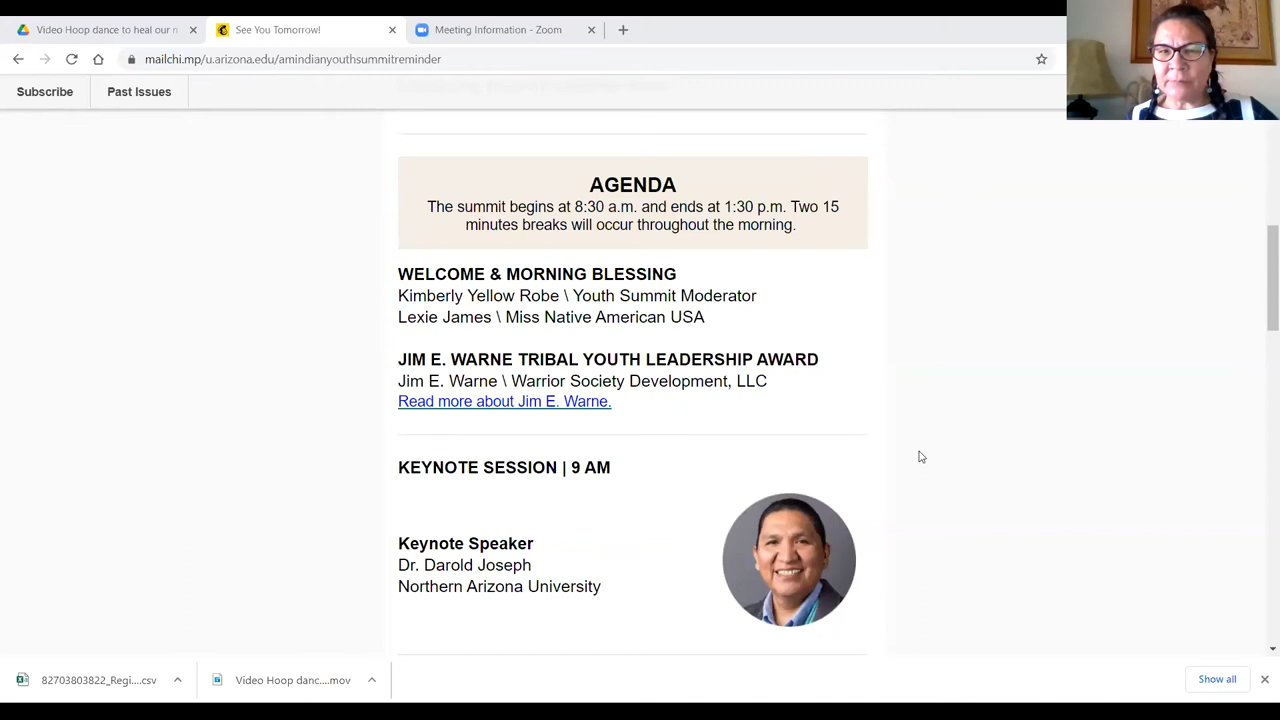 Video Hoop dance to heal our n
See You Tomorrow!
Meeting Information - Zoom
mailchi.mp/u.arizona.edu/amindianyouthsummitreminder
Subscribe
Past Issues
AGENDA
The summit begins at 8:30 a.m. and ends at 1:30 p.m. Two 15
minutes breaks will occur throughout the morning.
WELCOME & MORNING BLESSING
Kimberly Yellow Robe \ Youth Summit Moderator
Lexie James \ Miss Native American USA
JIM E. WARNE TRIBAL YOUTH LEADERSHIP AWARD
Jim E. Warne \ Warrior Society Development, LLC
Read more about Jim E. Warne.
KEYNOTE SESSION | 9 AM
Keynote Speaker
Dr. Darold Joseph
Northern Arizona University
82703803822_Regi....csv
Video Hoop danc....mov
Show all